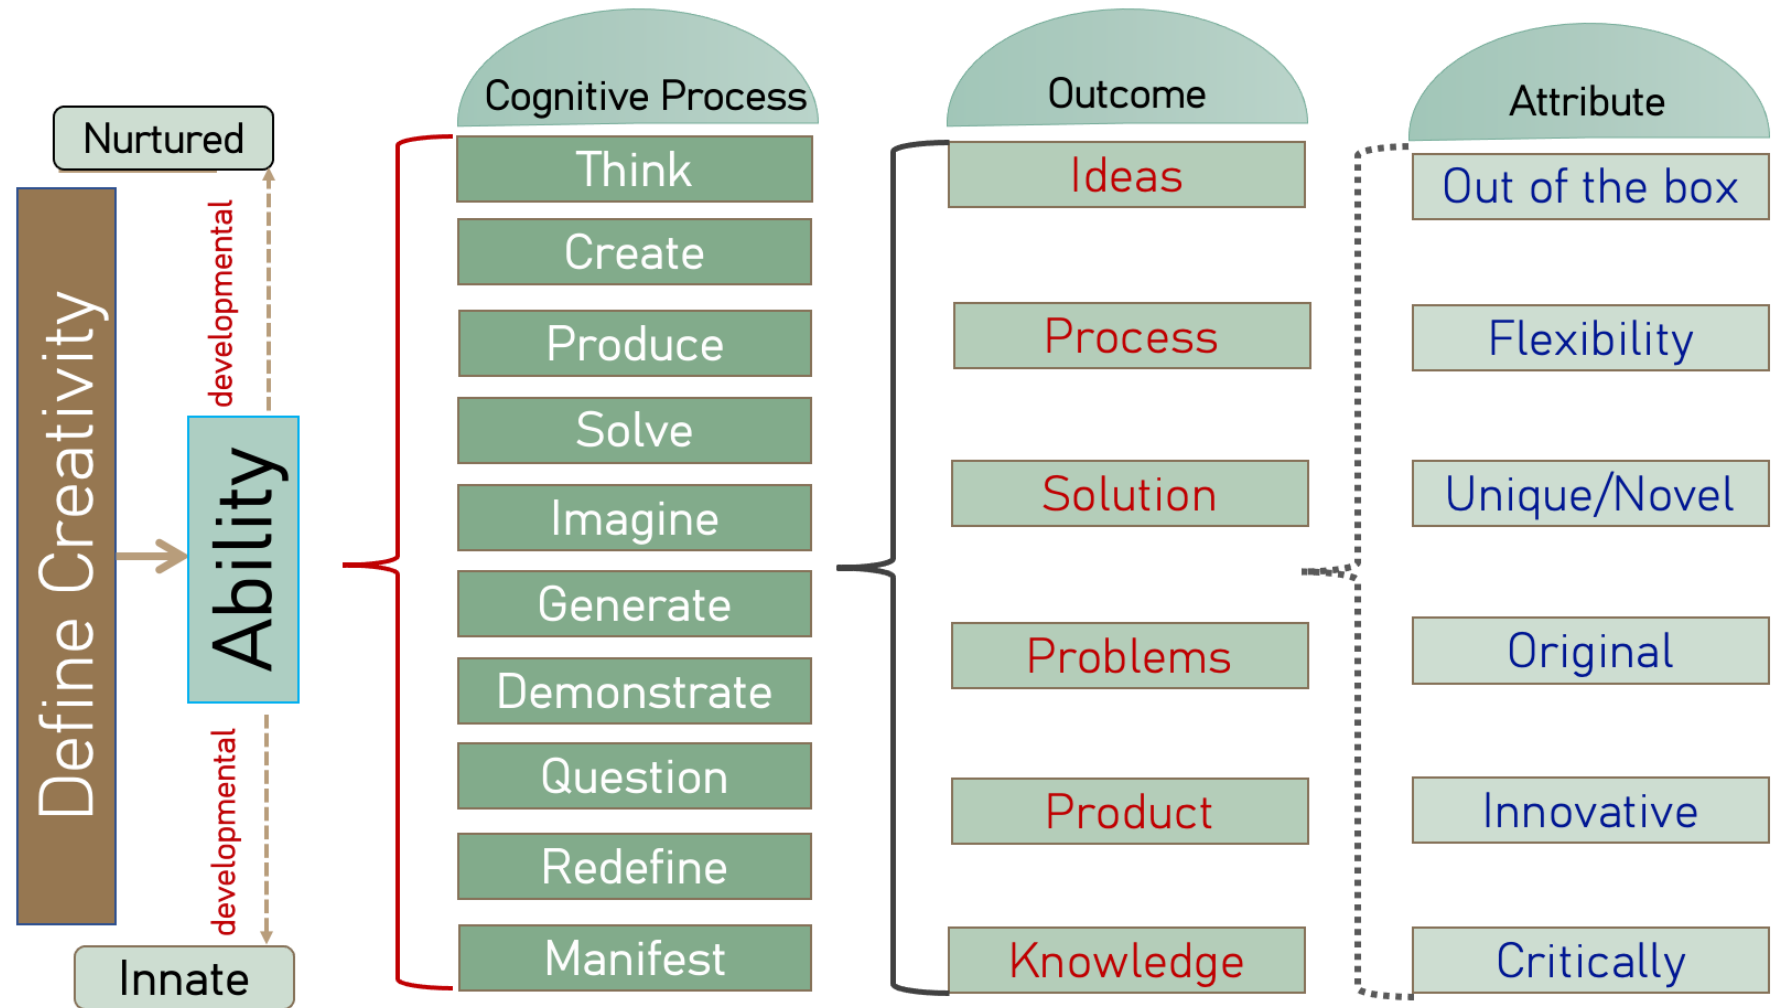 Define Creativity
Nurtured
developmental
Ability
developmental
Innate
Cognitive Process
Think
Create
Produce
Solve
Imagine
Generate
Demonstrate
Question
Redefine
Manifest
Outcome
Ideas
Process
Solution
Problems
Product
Knowledge
Attribute
Out of the box
Flexibility
Unique/Novel
Original
Innovative
Critically